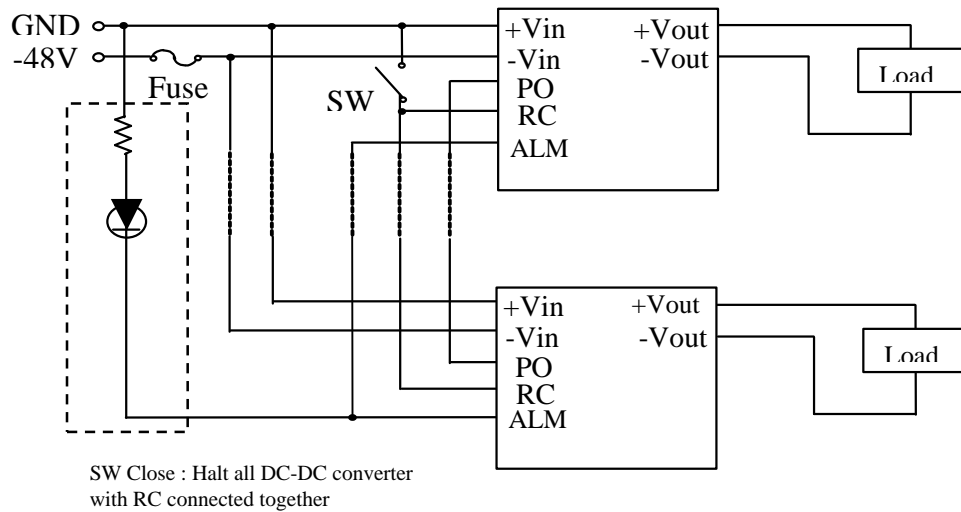 GND
-48V
Fuse
SW
+Vin
-Vin
PO
RC
ALM
+Vout
-Vout
Load
+Vin
-Vin
PO
RC
ALM
+Vout
-Vout
Load
SW Close : Halt all DC-DC converter
with RC connected together